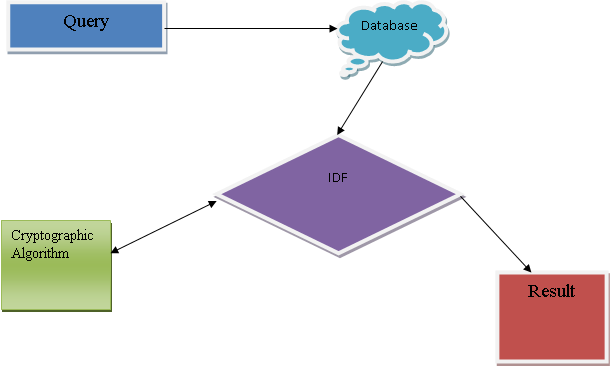 Query
Database
IDF
Cryptographic
Algorithm
Result